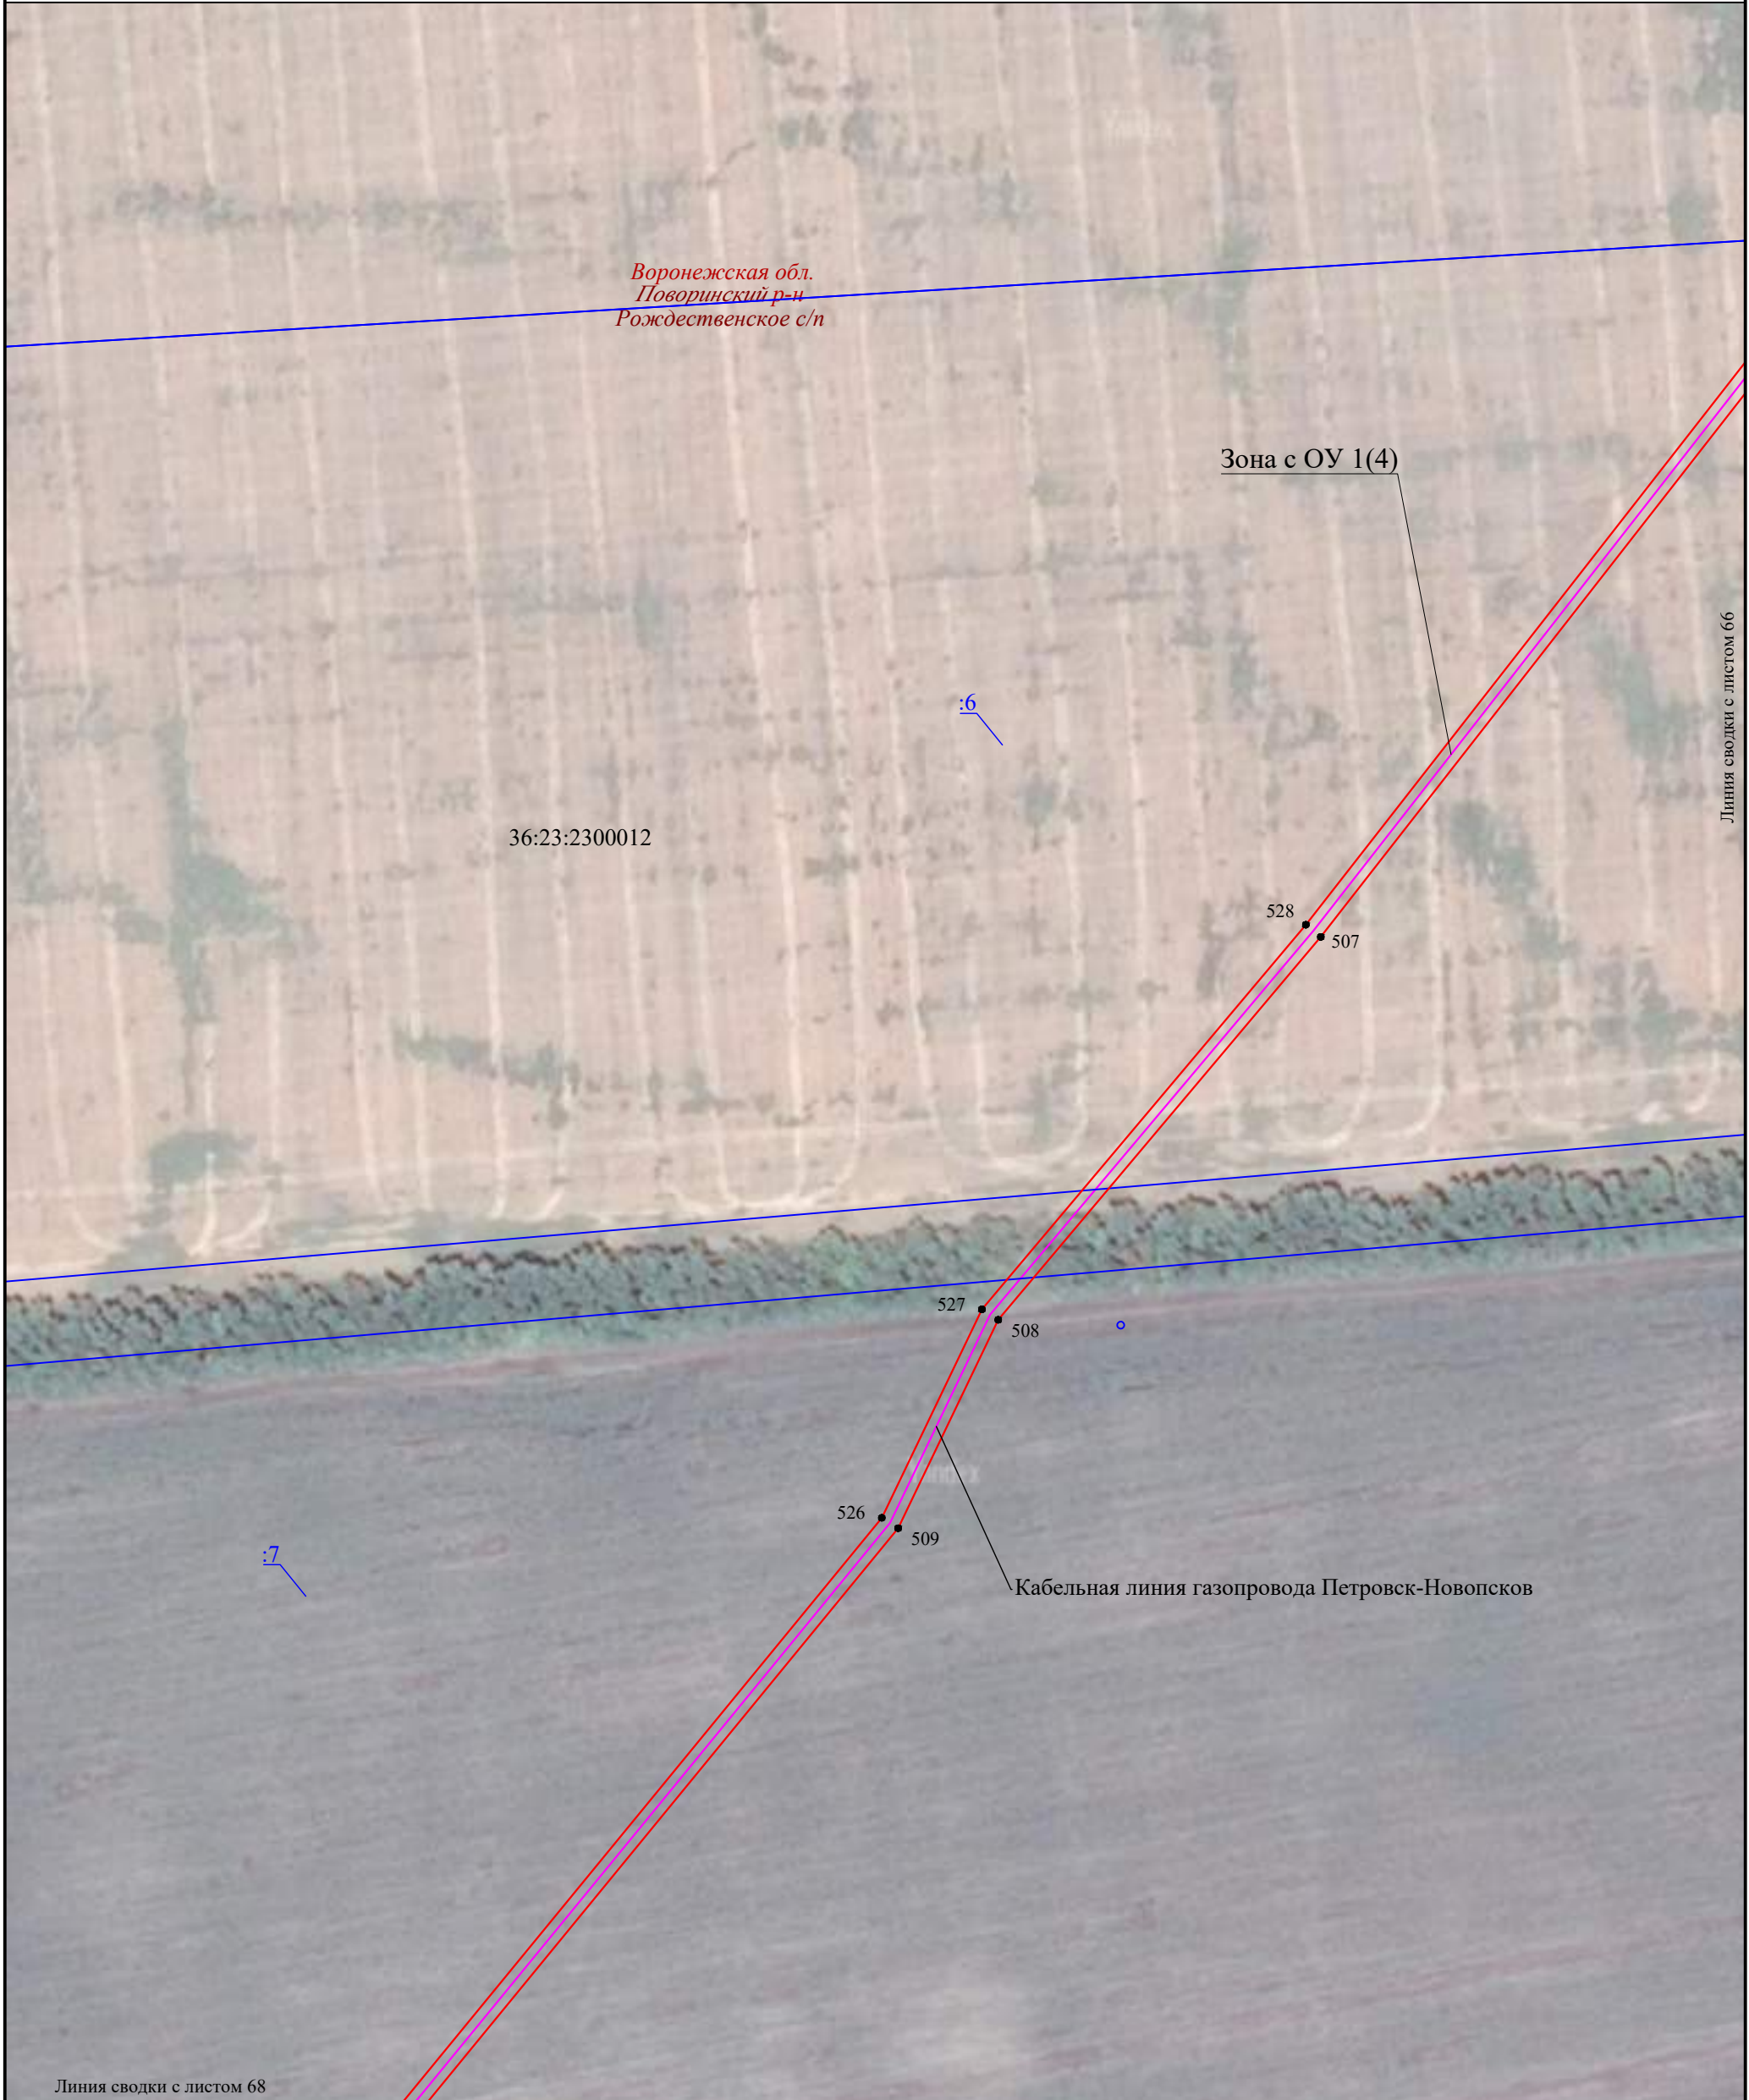 Yandex
Воронежская обл.
Поворинский р-н
Рождественское с/п
Зона с ОУ 1(4)
Линия сводки с листом 66
:6
36:23:2300012
528
507
527
508
526
509
:7
Кабельная линия газопровода Петровск-Новопсков
Линия сводки с листом 68